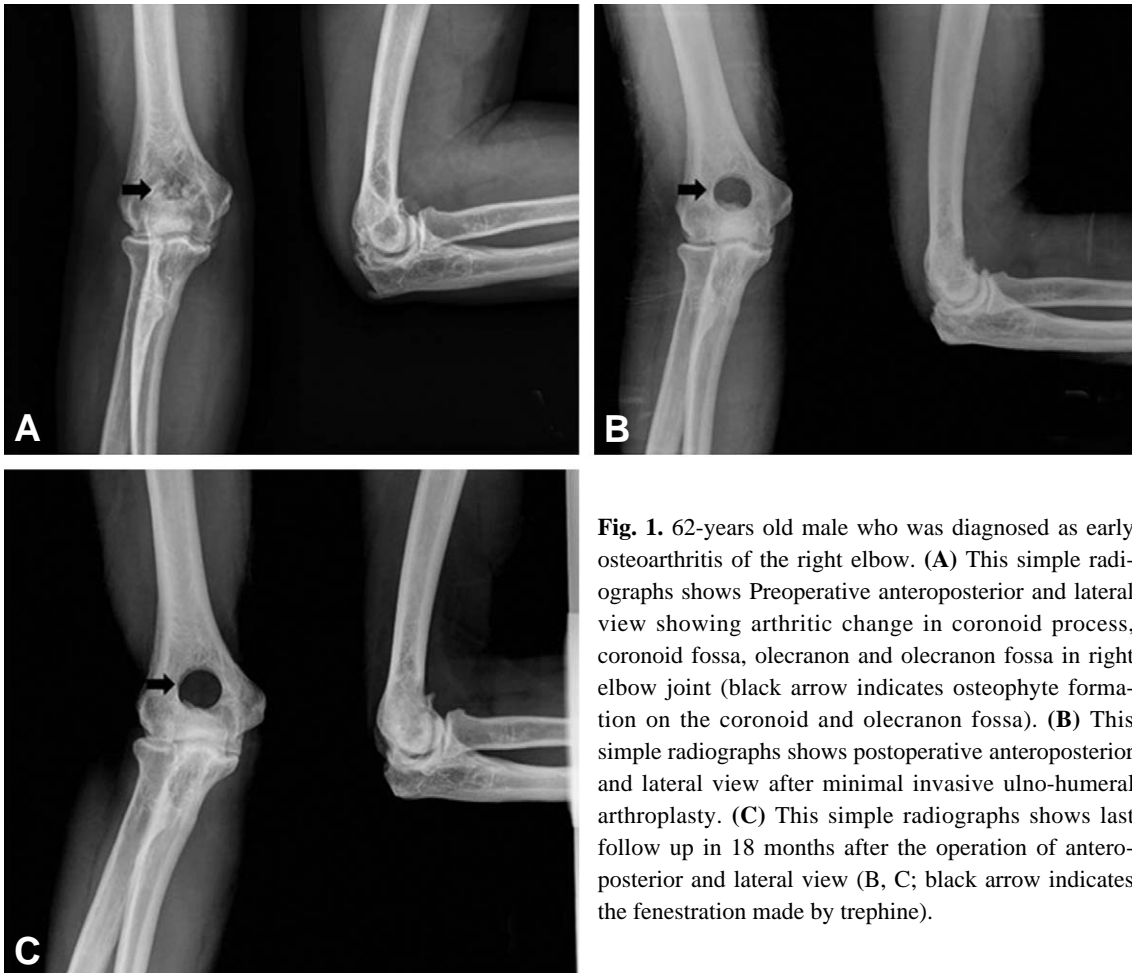 A
B
C
Fig. 1. 62-years old male who was diagnosed as early
osteoarthritis of the right elbow. (A) This simple radi-
ographs shows Preoperative anteroposterior and lateral
view showing arthritic change in coronoid process,
coronoid fossa, olecranon and olecranon fossa in right
elbow joint (black arrow indicates osteophyte forma-
tion on the coronoid and olecranon fossa). (B) This
simple radiographs shows postoperative anteroposterior
and lateral view after minimal invasive ulno-humeral
arthroplasty. (C) This simple radiographs shows last
follow up in 18 months after the operation of antero-
posterior and lateral view (B, C; black arrow indicates
the fenestration made by trephine).